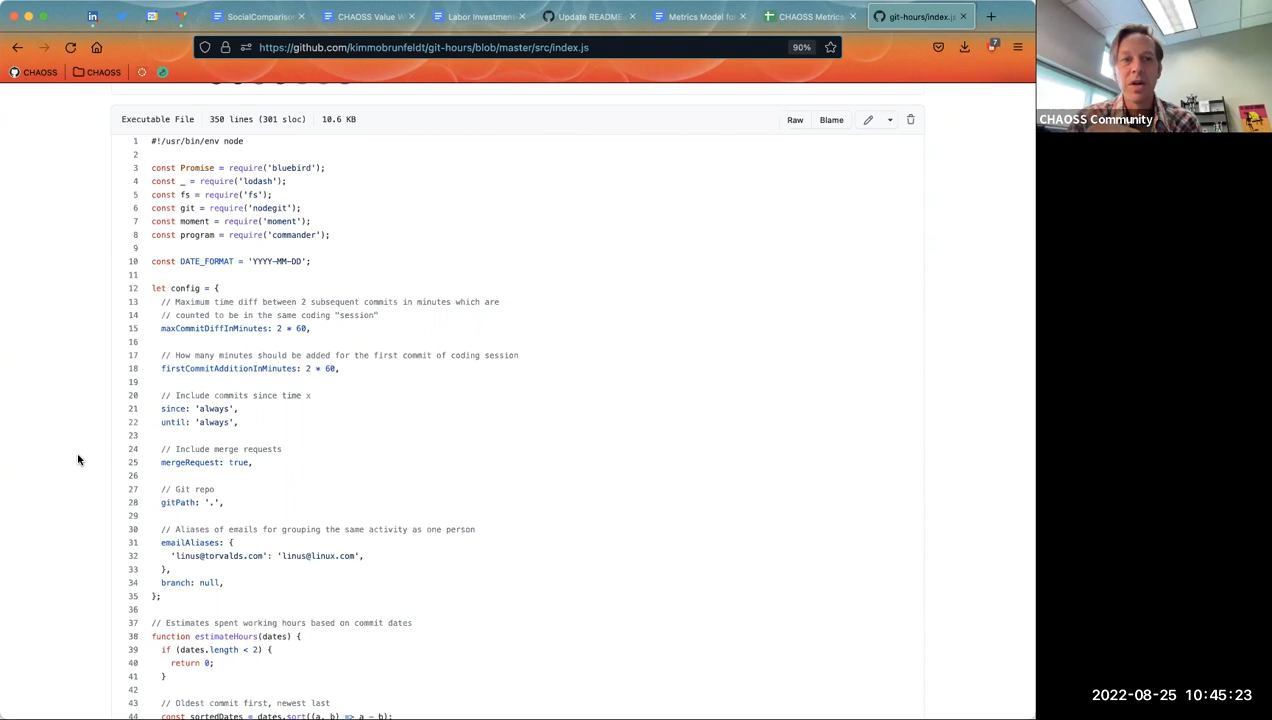 SocialComparison
CHAOSS Value W
Labor Investment
Update README
Metrics Model for
CHAOSS Metrics
git-hours/index.js
https://github.com/kimmobrunfeldt/git-hours/blob/master/src/index.js
90%
7
CHAOSS
CHAOSS
CHAOSS Community
Executable File 350 lines (301 sloc) 10.6 KB
Raw Blame
1 #!/usr/bin/env node
2
3 const Promise = require('bluebird');
4 const _ = require('lodash');
5 const fs = require('fs');
6 const git = require('nodegit');
7 const moment = require('moment');
8 const program = require('commander');
9
10 const DATE_FORMAT = 'YYYY-MM-DD';
11
12 let config = {
13 // Maximum time diff between 2 subsequent commits in minutes which are
14 // counted to be in the same coding "session"
15 maxCommitDiffInMinutes: 2 * 60,
16
17 // How many minutes should be added for the first commit of coding session
18 firstCommitAdditionInMinutes: 2 * 60,
19
20 // Include commits since time x
21 since: 'always',
22 until: 'always',
23
24 // Include merge requests
25 mergeRequest: true,
26
27 // Git repo
28 gitPath: '.',
29
30 // Aliases of emails for grouping the same activity as one person
31 emailAliases: {
32 'linus@torvalds.com': 'linus@linux.com',
33 },
34 branch: null,
35 };
36
37 // Estimates spent working hours based on commit dates
38 function estimateHours(dates) {
39 if (dates.length < 2) {
40 return 0;
41 }
42
43 // Oldest commit first, newest last
44 const sortedDates = dates.sort((a, b) => a - b);
2022-08-25 10:45:23